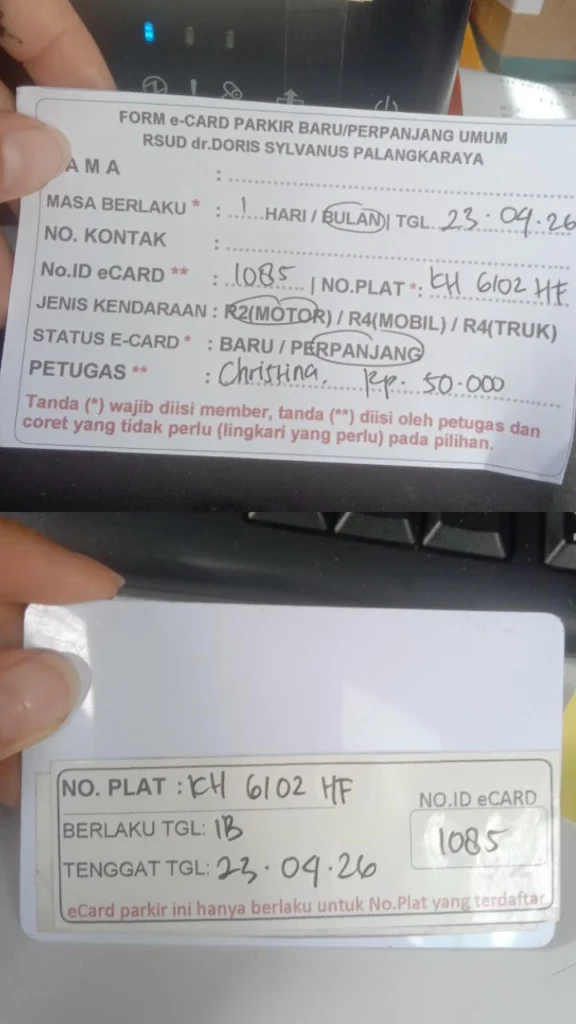 FORM e-CARD PARKIR BARU/PERPANJANG UMUM
RSUD dr.DORIS SYLVANUS PALANGKARAYA
AMA :
MASA BERLAKU * : 1 HARI / BULAN | TGL. 23.04.26
NO. KONTAK :
No.ID eCARD ** : 1085 | NO.PLAT *: KH 6102 HF
JENIS KENDARAAN : R2(MOTOR) / R4(MOBIL) / R4(TRUK)
STATUS E-CARD * : BARU / PERPANJANG
PETUGAS ** : Christina. Rp. 50.000
Tanda (*) wajib diisi member, tanda (**) diisi oleh petugas dan
coret yang tidak perlu (lingkari yang perlu) pada pilihan.
NO. PLAT : KH 6102 HF
NO.ID eCARD
BERLAKU TGL: 1B
1085
TENGGAT TGL: 23.04.26
eCard parkir ini hanya berlaku untuk No.Plat yang terdaftar